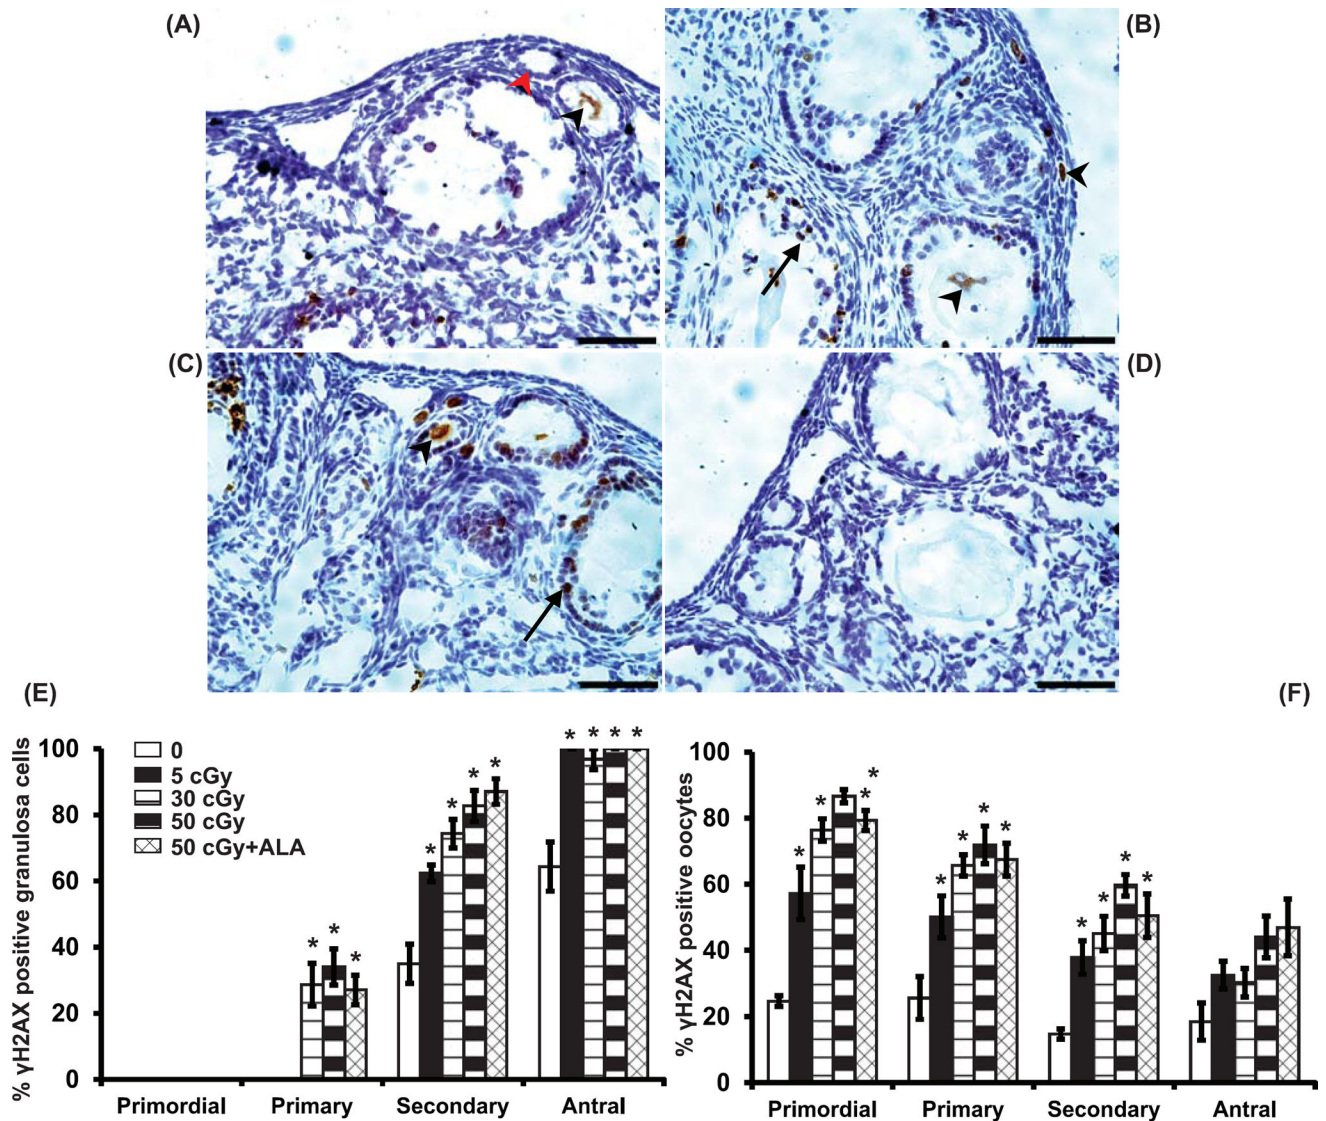 (A)
(B)
(C)
(D)
(E)
(F)
% γH2AX positive granulosa cells
100
80
60
40
20
0
0
5 cGy
30 cGy
50 cGy
50 cGy+ALA
* * *
* * * *
* * * *
Primordial Primary Secondary Antral
% γH2AX positive oocytes
100
80
60
40
20
0
* * * *
* * * *
* * * *
Primordial Primary Secondary Antral